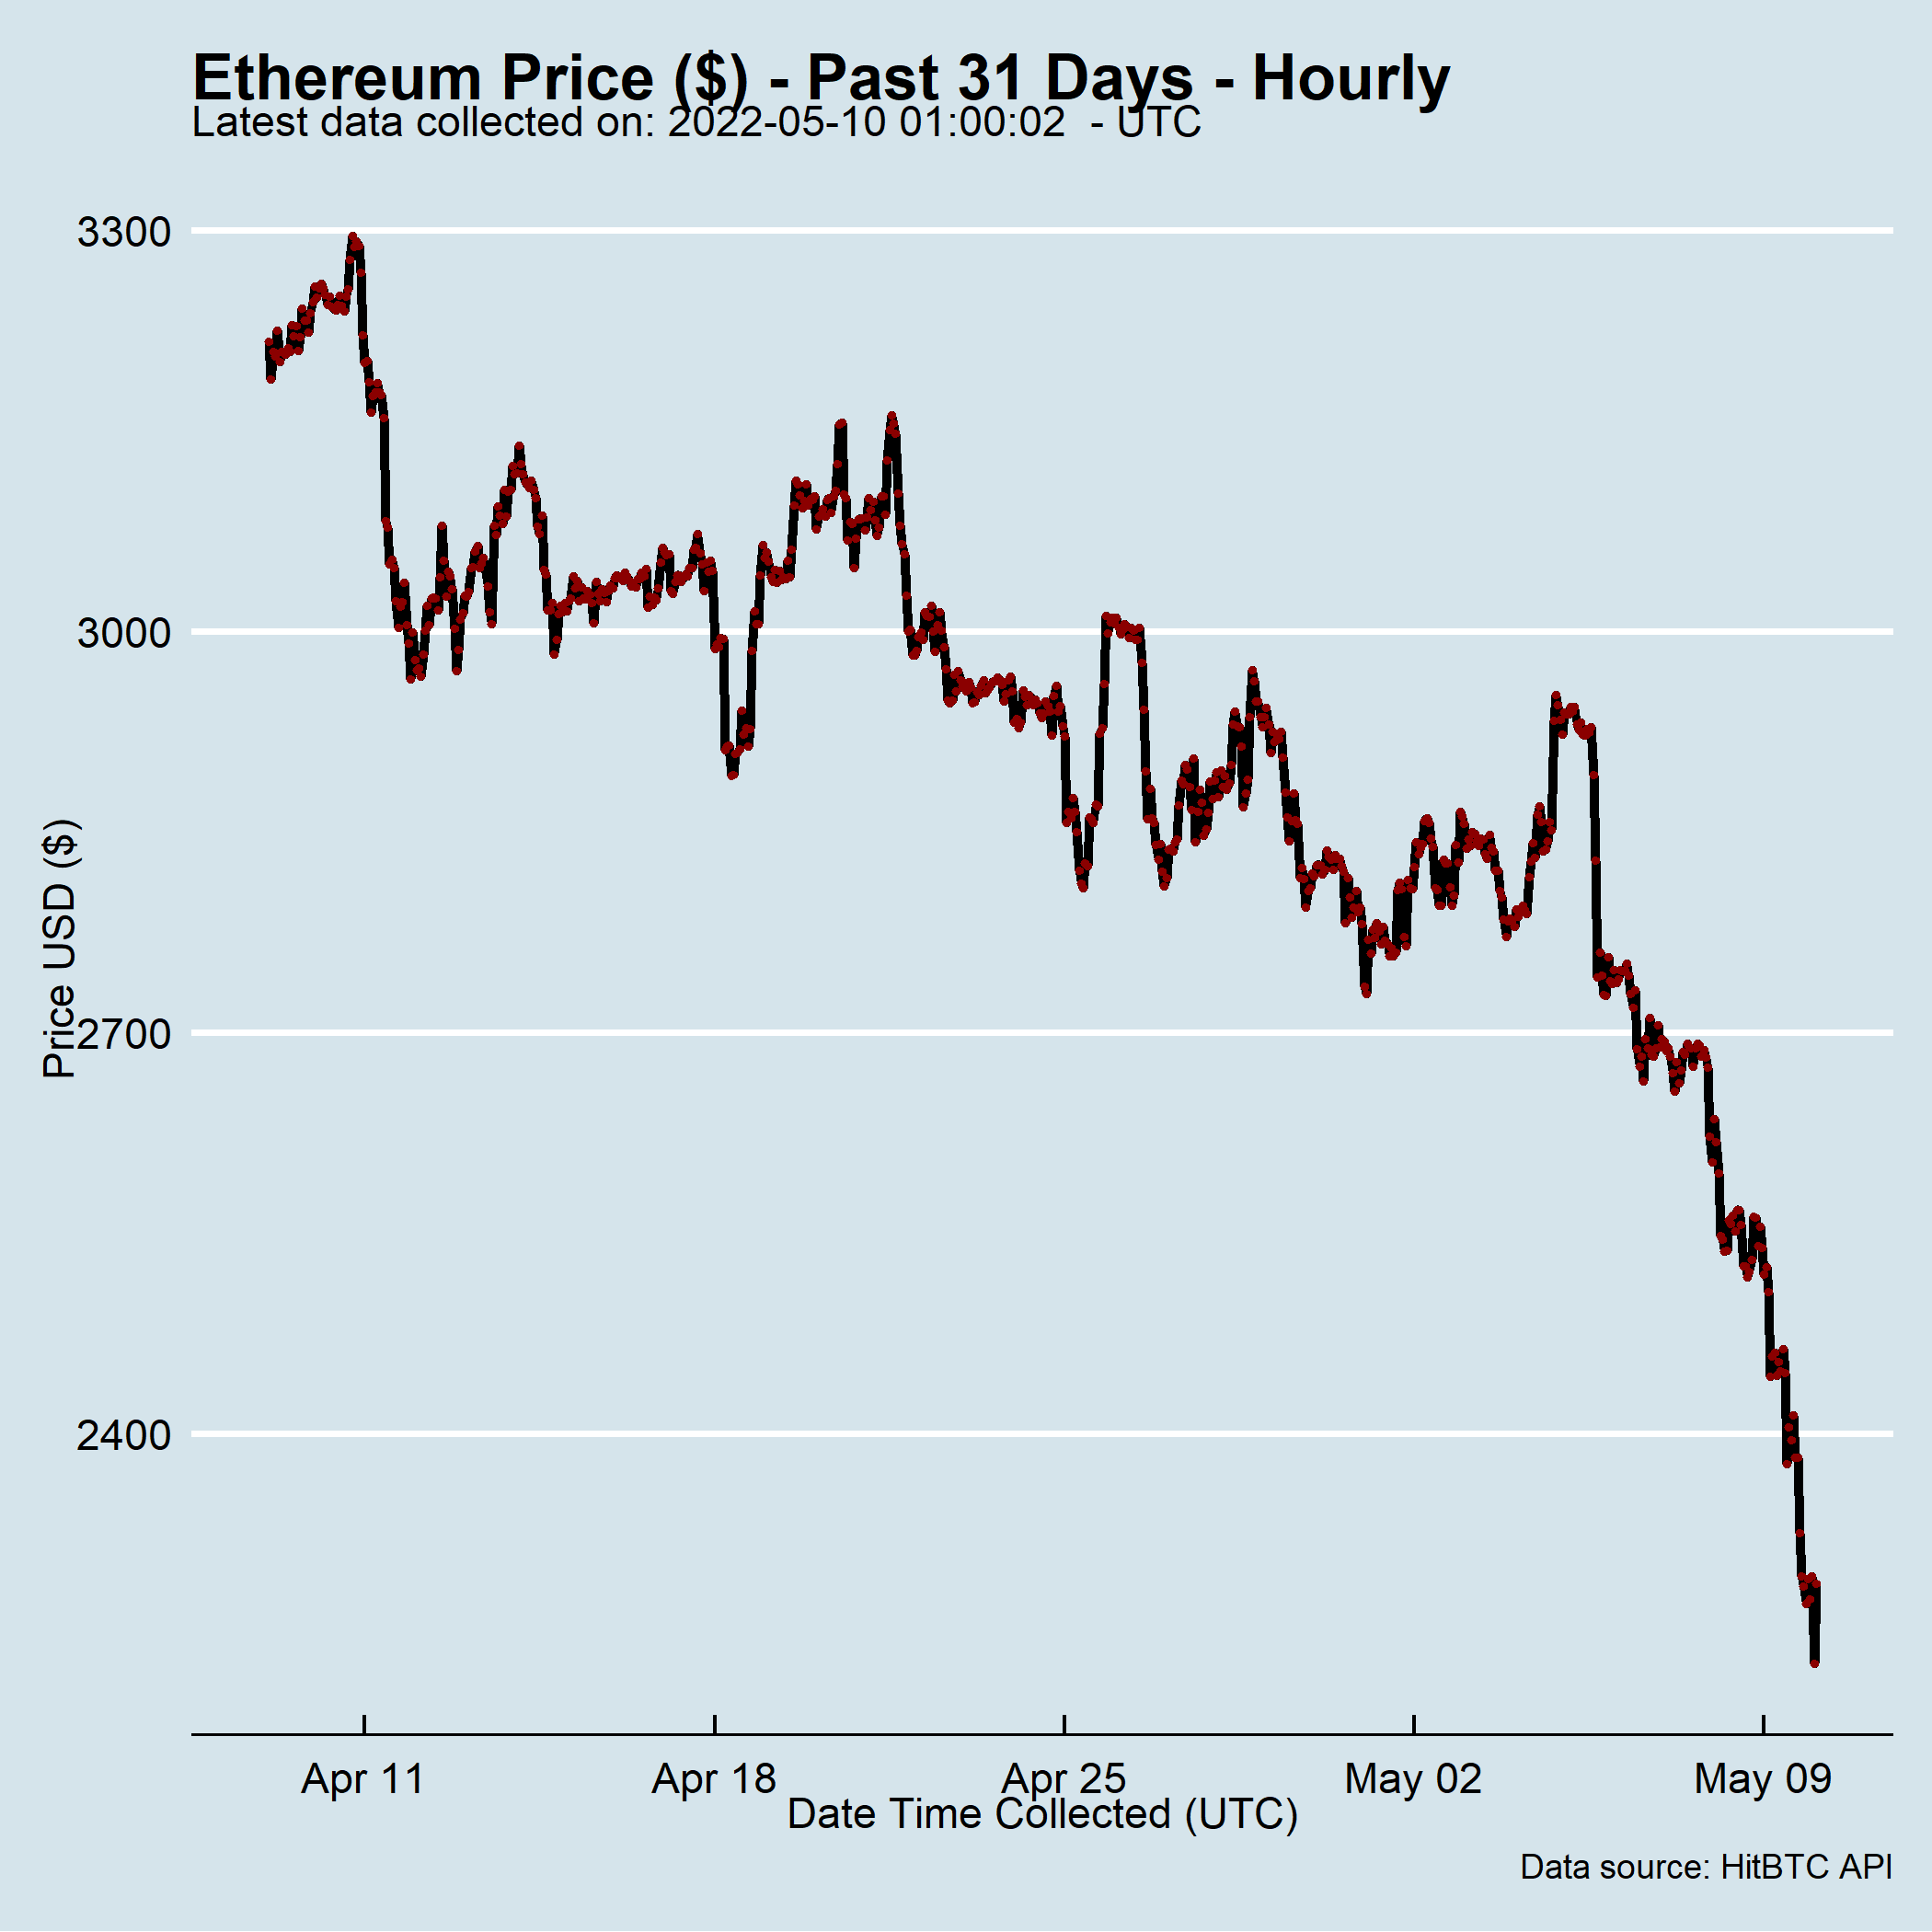 Ethereum Price ($) - Past 31 Days - Hourly
Latest data collected on: 2022-05-10 01:00:02  - UTC
Price USD ($)
3300
3000
2700
2400
Apr 11
Apr 18
Apr 25
May 02
May 09
Date Time Collected (UTC)
Data source: HitBTC API